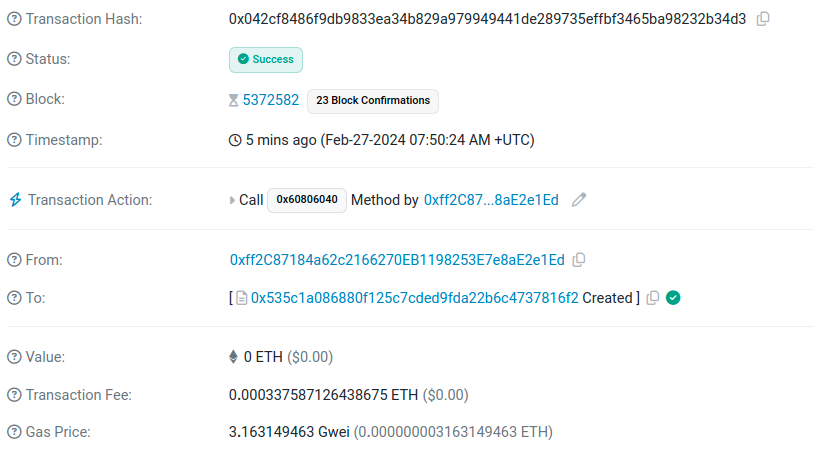 Transaction Hash: 0x042cf8486f9db9833ea34b829a979949441de289735effbf3465ba98232b34d3
Status: Success
Block: 5372582 23 Block Confirmations
Timestamp: 5 mins ago (Feb-27-2024 07:50:24 AM +UTC)
Transaction Action: Call 0x60806040 Method by 0xff2C87...8aE2e1Ed
From: 0xff2C87184a62c2166270EB1198253E7e8aE2e1Ed
To: [ 0x535c1a086880f125c7cded9fda22b6c4737816f2 Created ]
Value: 0 ETH ($0.00)
Transaction Fee: 0.000337587126438675 ETH ($0.00)
Gas Price: 3.163149463 Gwei (0.000000003163149463 ETH)